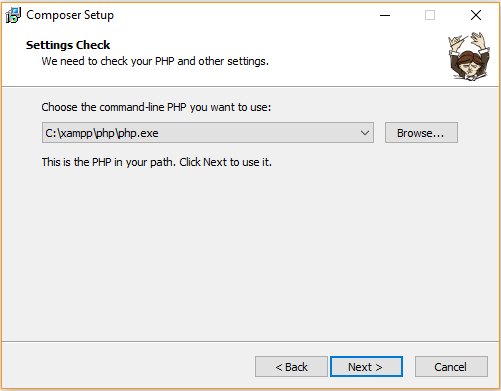 Composer Setup
Settings Check
We need to check your PHP and other settings.
Choose the command-line PHP you want to use:
C:\xampp\php\php.exe
Browse...
This is the PHP in your path. Click Next to use it.
< Back
Next >
Cancel